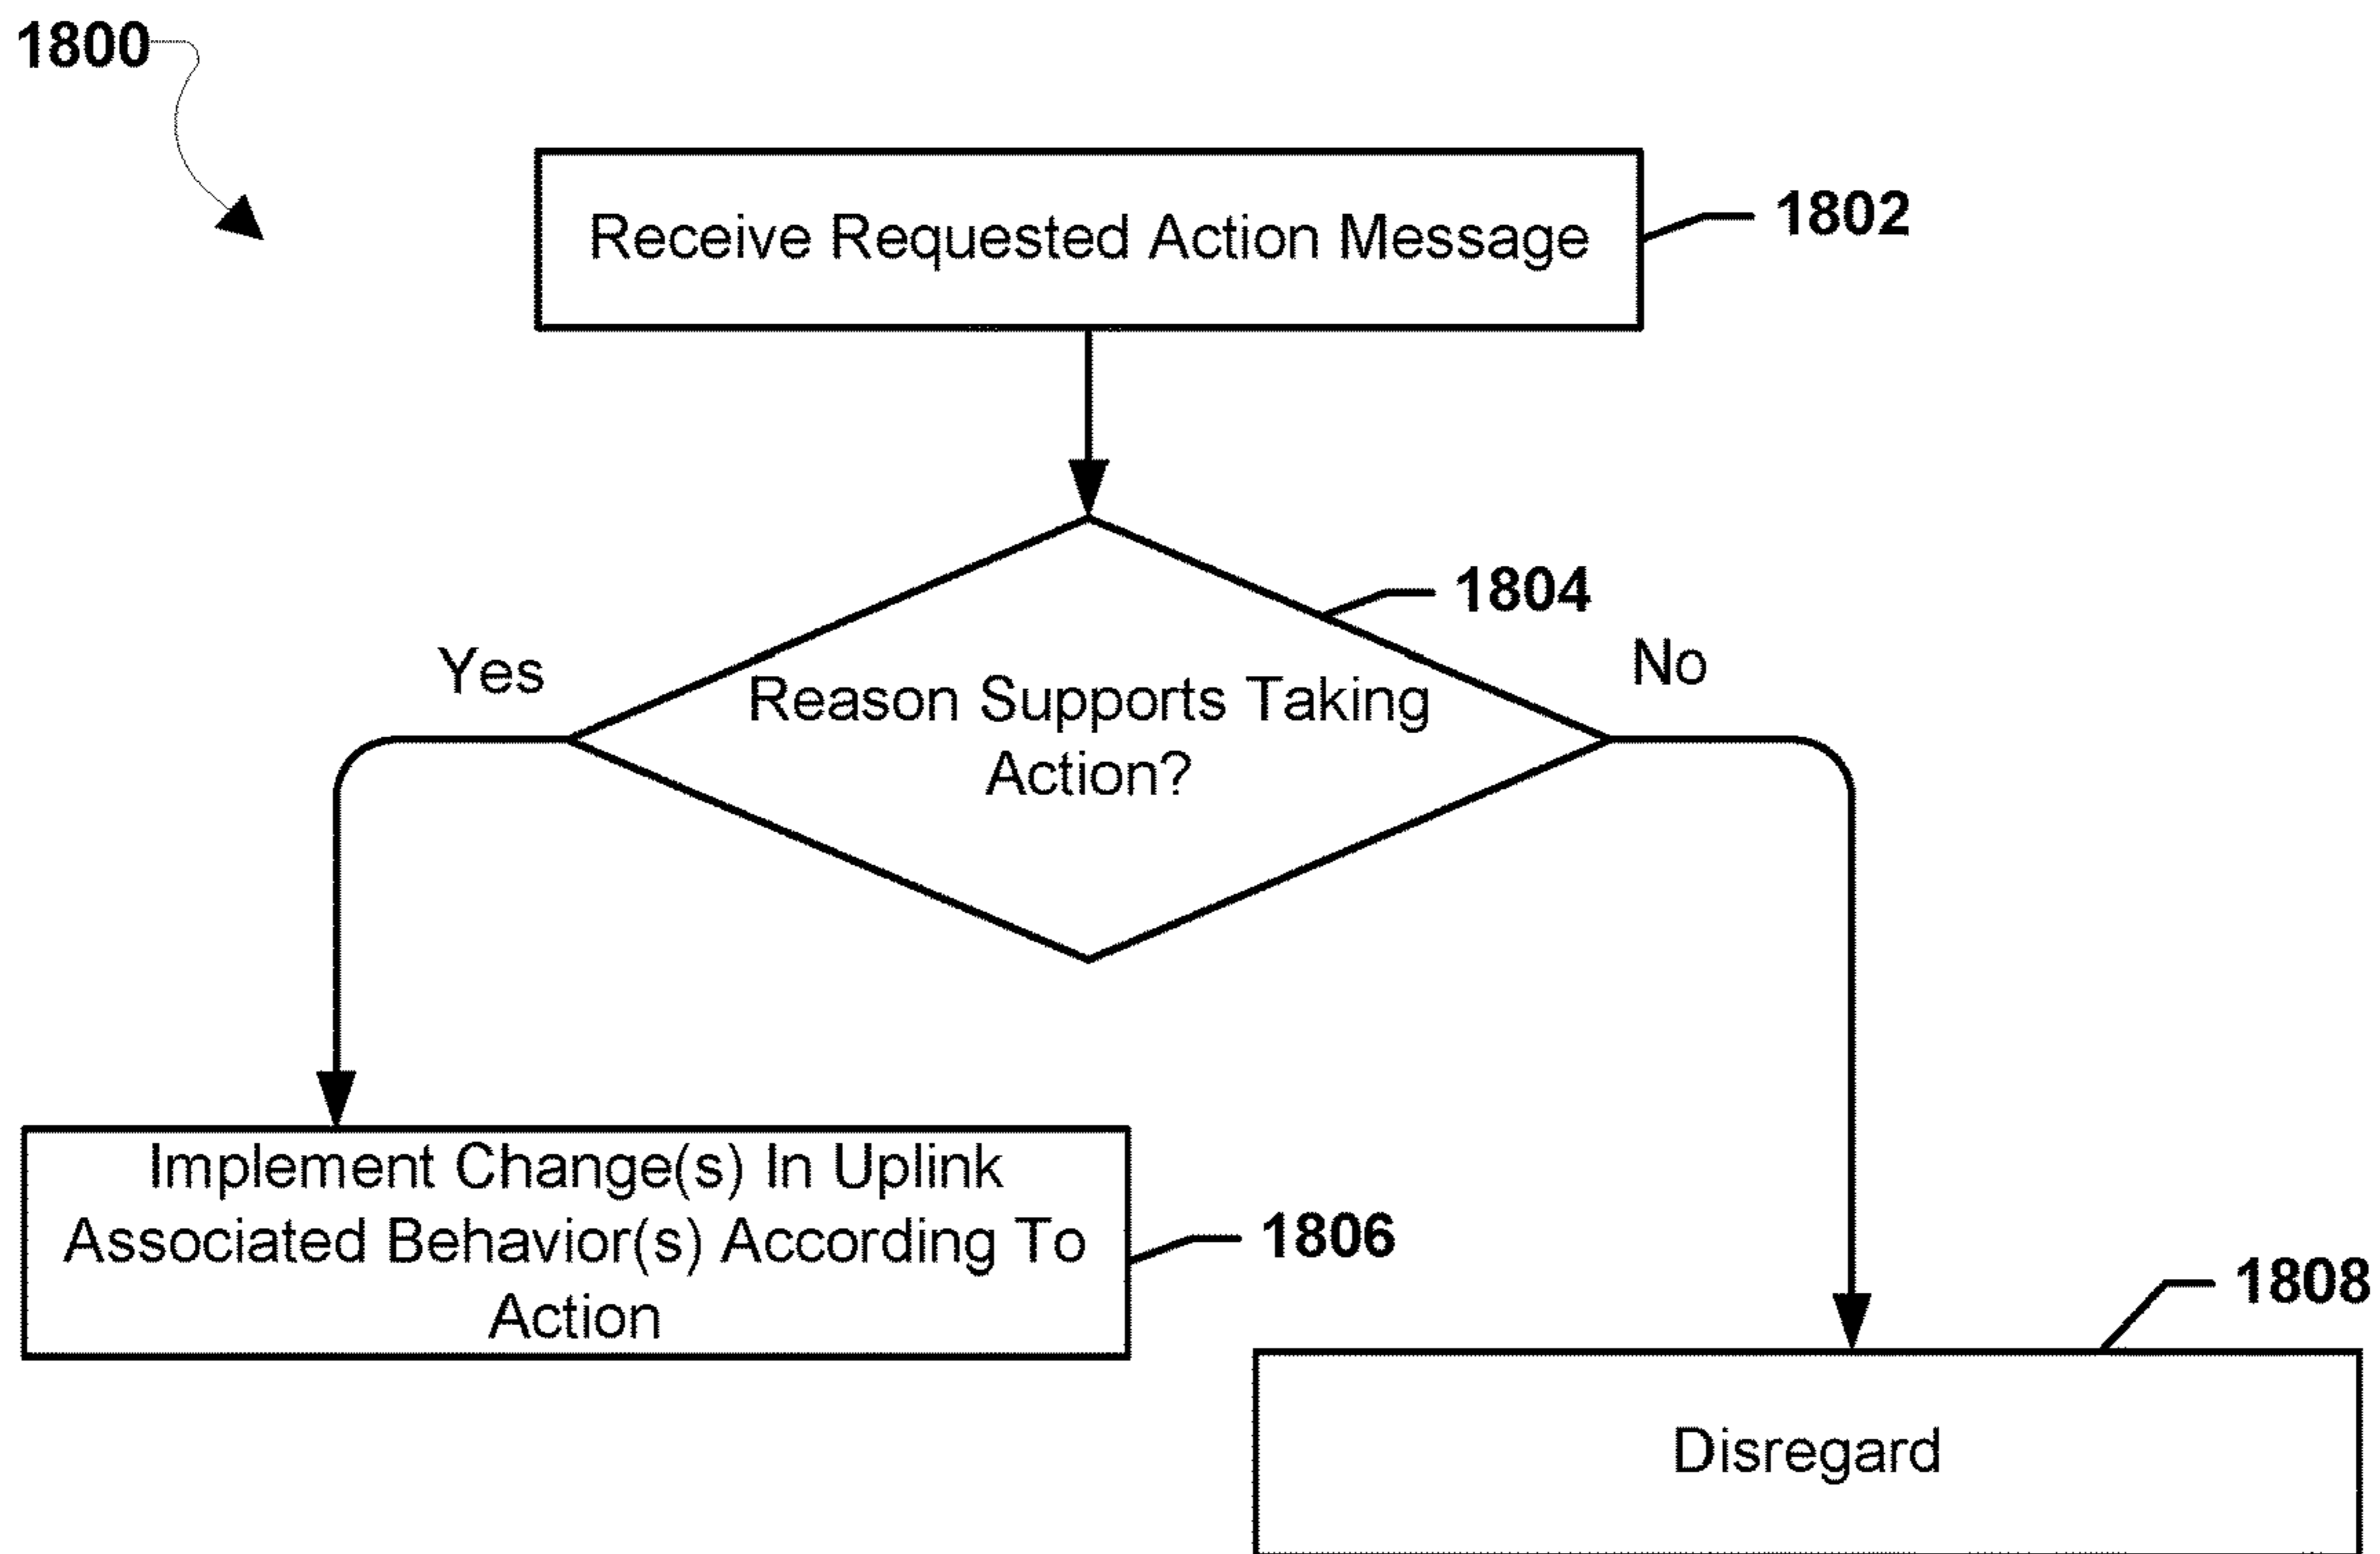 1800
Receive Requested Action Message
1802
1804
Yes
No
Reason Supports Taking
Action?
Implement Change(s) In Uplink
Associated Behavior(s) According To
Action
1806
1808
Disregard